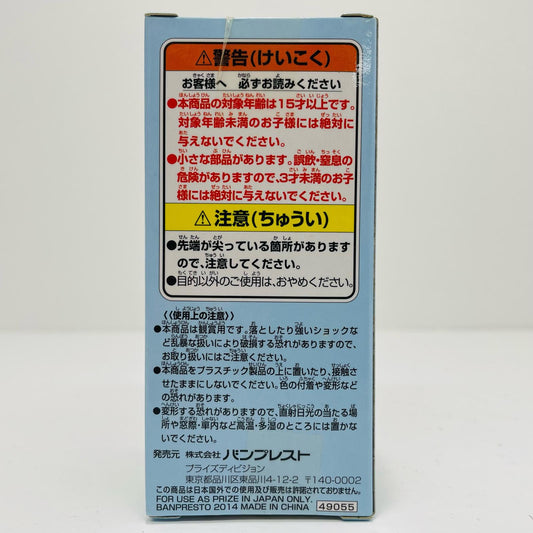 ⚠警告(けいこく)
お客様へ 必ずお読みください
●本商品の対象年齢は15才以上です。
対象年齢未満のお子様には絶対に
与えないでください。
●小さな部品があります。誤飲・窒息の
危険がありますので、3才未満のお子
様には絶対に与えないでください。
⚠注意(ちゅうい)
●先端が尖っている箇所があります
ので、注意してください。
●目的以外のご使用は、おやめください。
《使用上の注意》
●本商品は観賞用です。落としたり強いショックな
ど乱暴な扱いにより破損する恐れがありますので、
お取り扱いにはご注意ください。
●本商品をプラスチック製品の上に置いたり、接触さ
せたままにしないでください。色の付着や変形など
の恐れがあります。
●変形する恐れがありますので、直射日光の当たる場
所や窓際・車内など高温・多湿のところには置かな
いでください。
発売元 株式会社 バンプレスト
プライズディビジョン
東京都品川区東品川4-12-2 〒140-0002
この商品は日本国外での使用及び販売は許諾されておりません。
FOR USE AS PRIZE IN JAPAN ONLY.
BANPRESTO 2014 MADE IN CHINA 49055